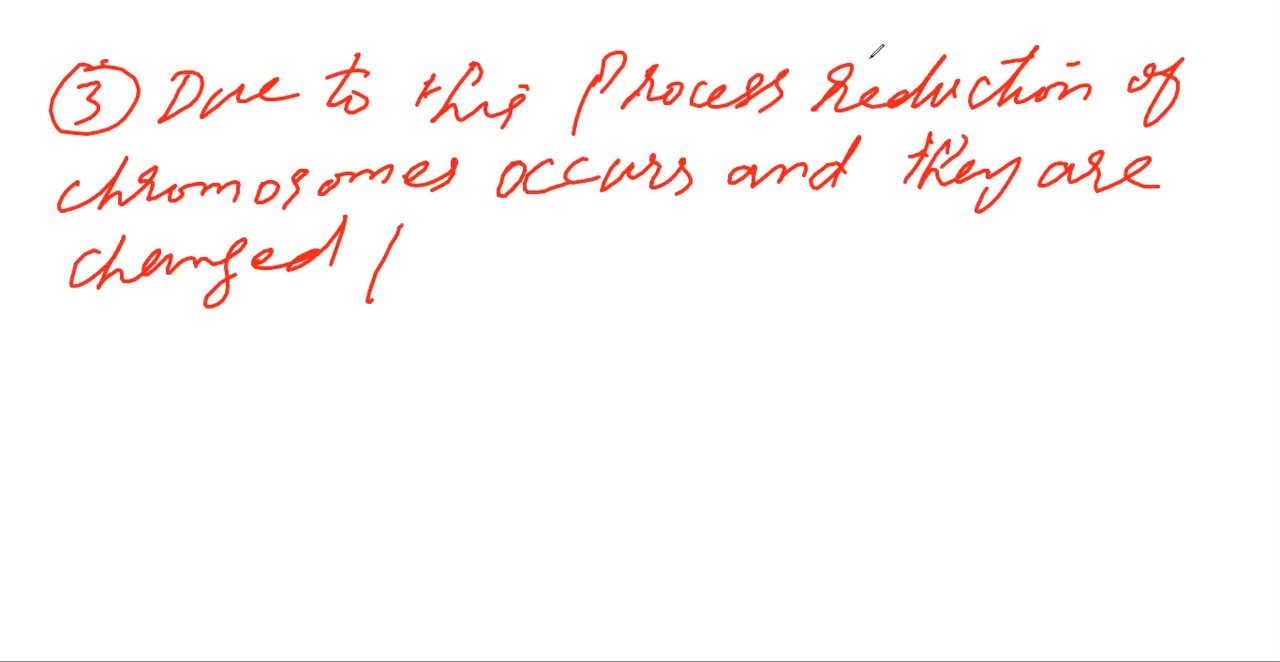 ③ Due to this process reduction of
chromosomes occurs and they are
changed /